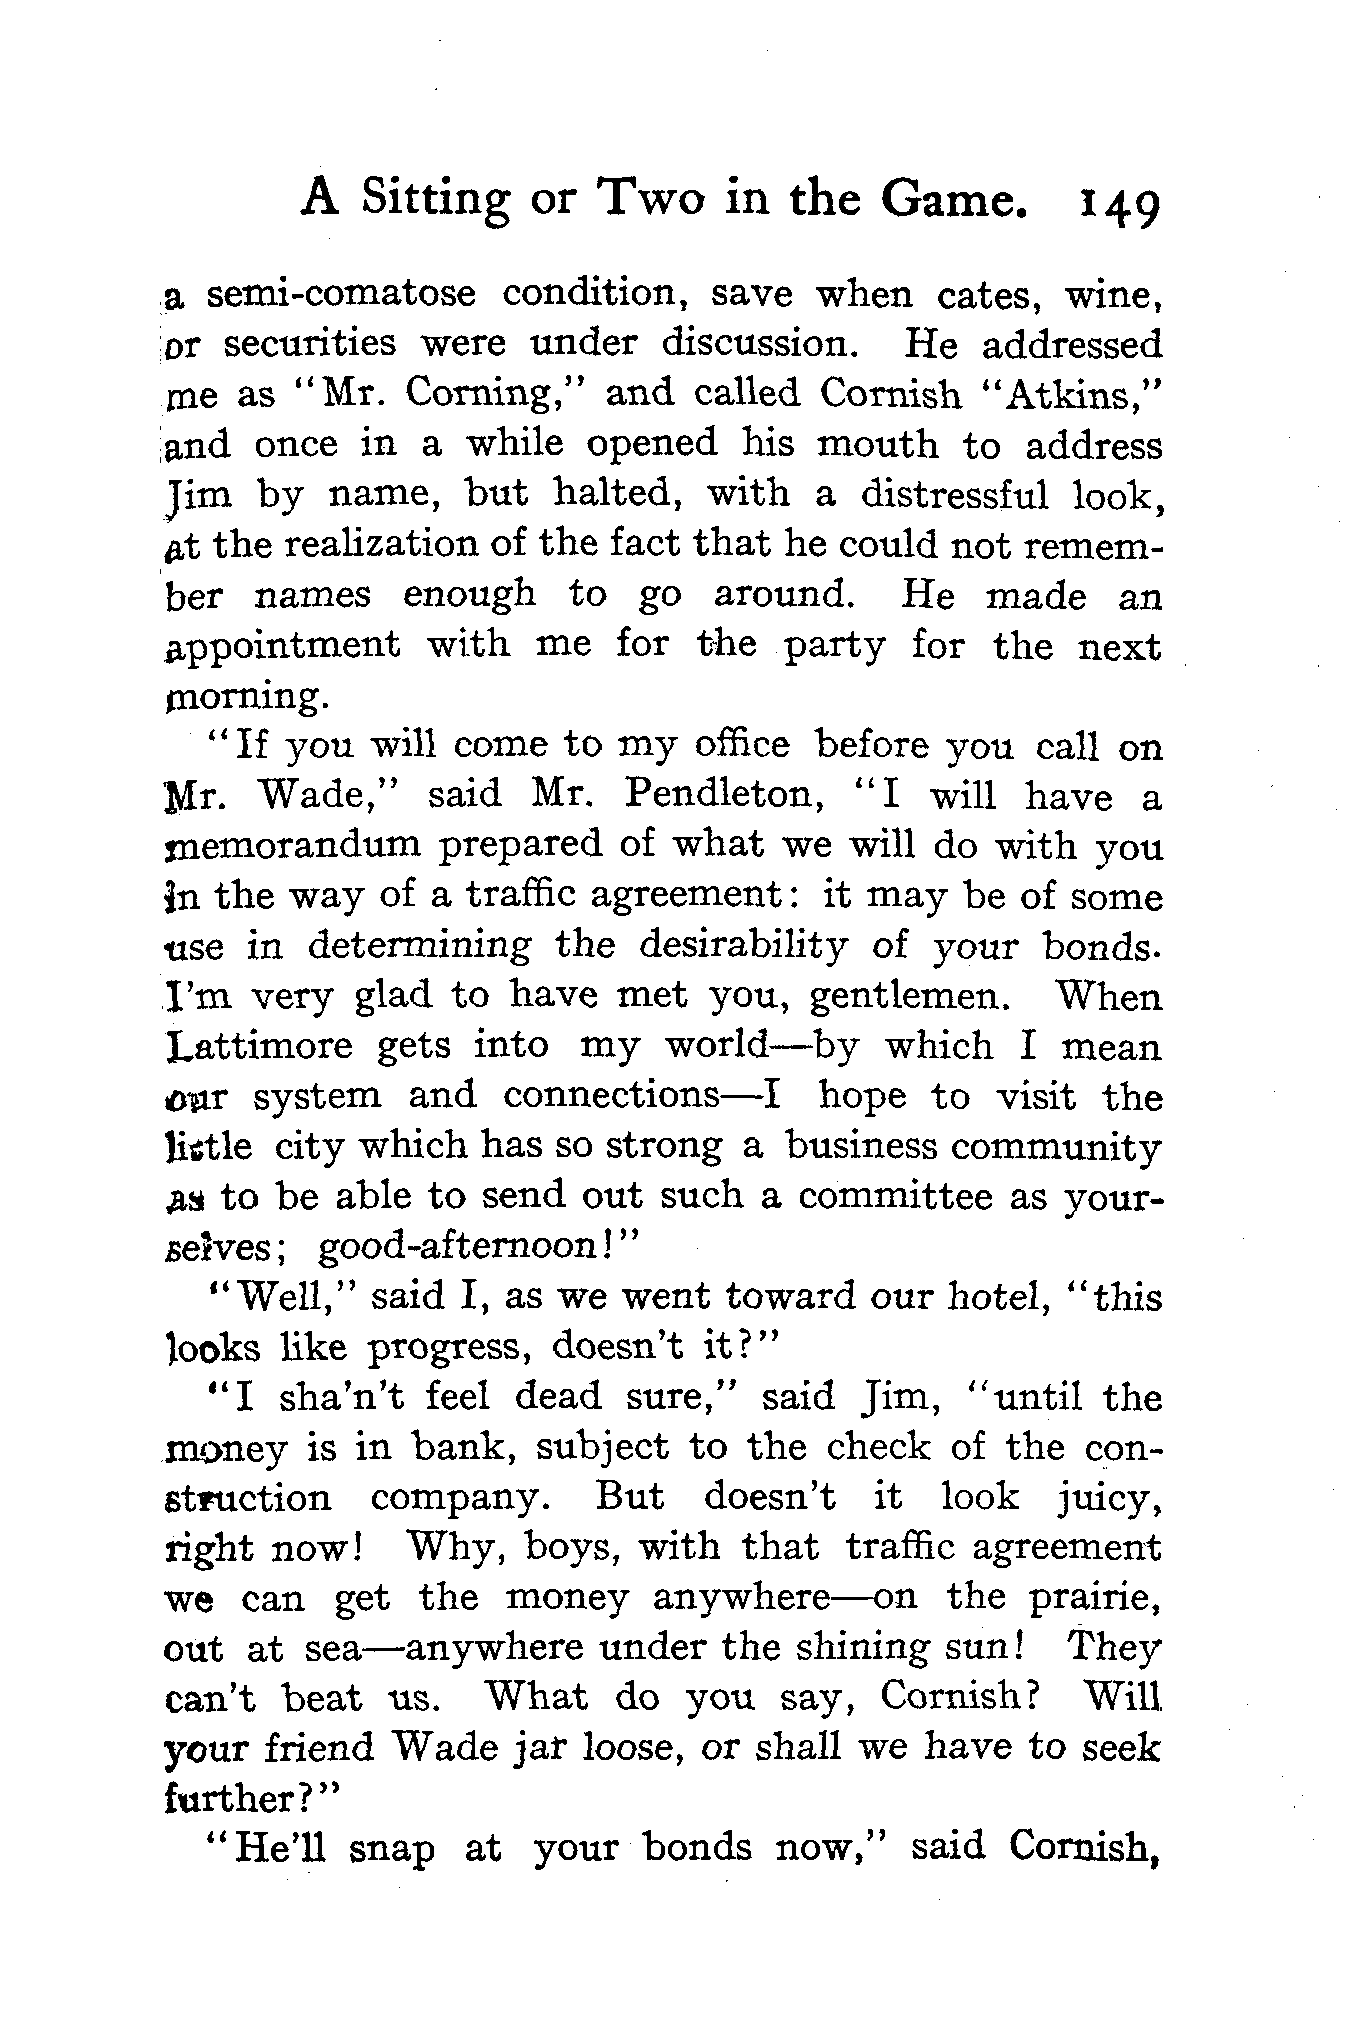 A Sitting or Two in the Game. 149
a semi-comatose condition, save when cates, wine,
or securities were under discussion. He addressed
me as "Mr. Corning," and called Cornish "Atkins,"
and once in a while opened his mouth to address
Jim by name, but halted, with a distressful look,
at the realization of the fact that he could not remem-
ber names enough to go around. He made an
appointment with me for the party for the next
morning.
"If you will come to my office before you call on
Mr. Wade," said Mr. Pendleton, "I will have a
memorandum prepared of what we will do with you
in the way of a traffic agreement: it may be of some
use in determining the desirability of your bonds.
I'm very glad to have met you, gentlemen. When
Lattimore gets into my world—by which I mean
our system and connections—I hope to visit the
little city which has so strong a business community
as to be able to send out such a committee as your-
selves; good-afternoon!"
"Well," said I, as we went toward our hotel, "this
looks like progress, doesn't it?"
"I sha'n't feel dead sure," said Jim, "until the
money is in bank, subject to the check of the con-
struction company. But doesn't it look juicy,
right now! Why, boys, with that traffic agreement
we can get the money anywhere—on the prairie,
out at sea—anywhere under the shining sun! They
can't beat us. What do you say, Cornish? Will
your friend Wade jar loose, or shall we have to seek
further?"
"He'll snap at your bonds now," said Cornish,